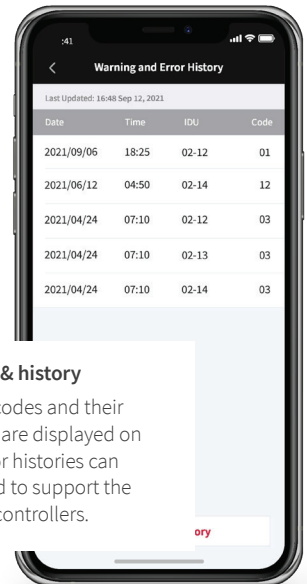 :41
Warning and Error History
Last Updated: 16:48 Sep 12, 2021
Date Time IDU Code
2021/09/06 18:25 02-12 01
2021/06/12 04:50 02-14 12
2021/04/24 07:10 02-12 03
2021/04/24 07:10 02-13 03
2021/04/24 07:10 02-14 03
& history
codes and their
are displayed on
or histories can
d to support the
controllers.
ory